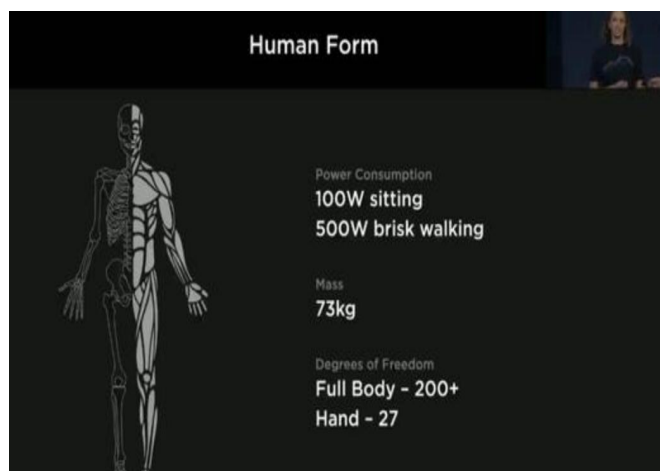 Human Form
Power Consumption
100W sitting
500W brisk walking
Mass
73kg
Degrees of Freedom
Full Body – 200+
Hand – 27